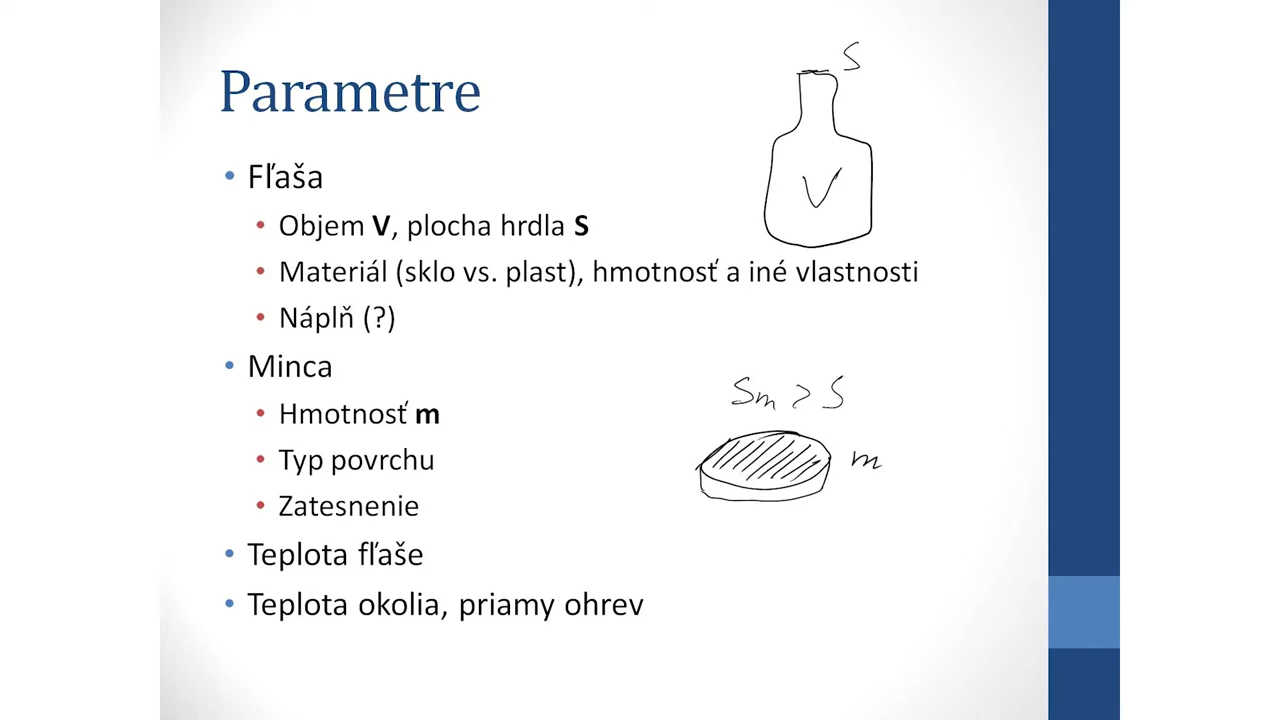 Parametre
S
Fľaša
V
Objem V, plocha hrdla S
Materiál (sklo vs. plast), hmotnosť a iné vlastnosti
Náplň (?)
Minca
Sm > S
Hmotnosť m
Typ povrchu
m
Zatesnenie
Teplota fľaše
Teplota okolia, priamy ohrev